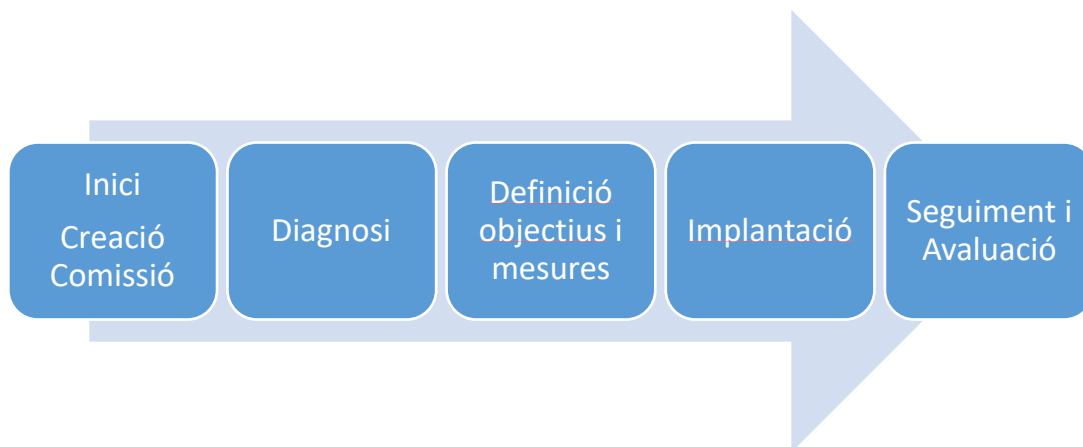 Inici
Creació
Comissió
Diagnosi
Definició
objectius i
mesures
Implantació
Seguiment i
Avaluació